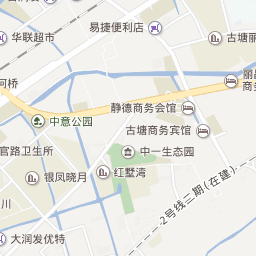 易捷便利店
华联超市
古塘
丽
商务
河桥
静德商务会馆
中意公园
古塘商务宾馆
官路卫生所
中一生态园
银凤晓月
红墅湾
川
2号线二期(在建)
大润发优特